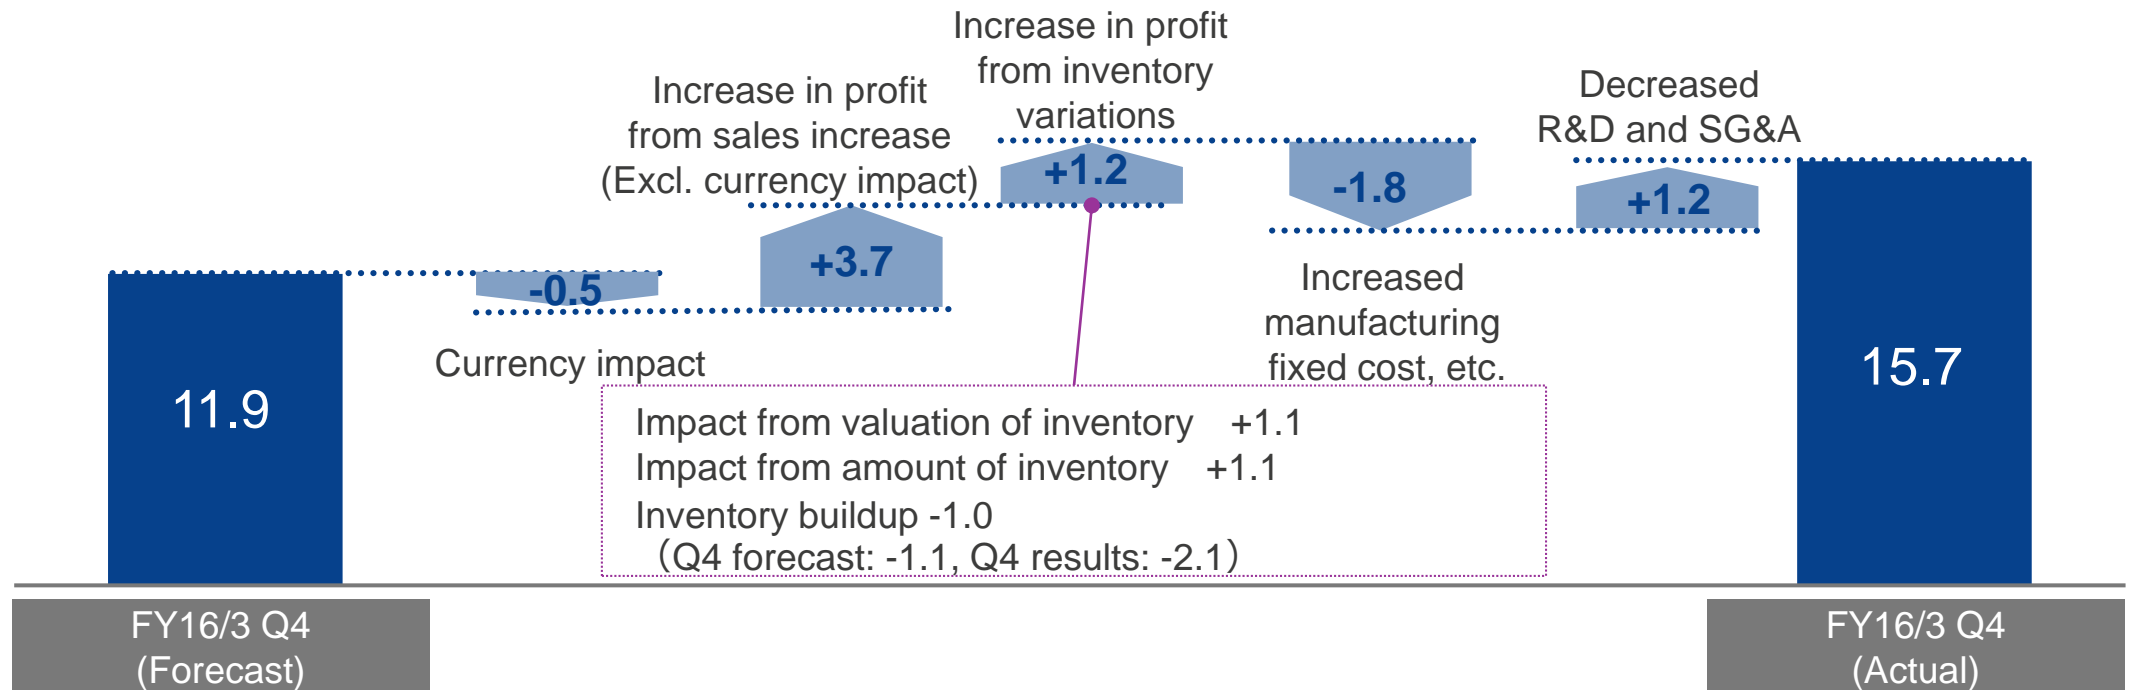 Increase in profit
from sales increase
(Excl. currency impact)
Increase in profit
from inventory
variations
Decreased
R&D and SG&A
-0.5
+3.7
+1.2
-1.8
+1.2
Currency impact
Increased
manufacturing
fixed cost, etc.
11.9
15.7
Impact from valuation of inventory +1.1
Impact from amount of inventory +1.1
Inventory buildup -1.0
（Q4 forecast: -1.1, Q4 results: -2.1）
FY16/3 Q4
(Forecast)
FY16/3 Q4
(Actual)